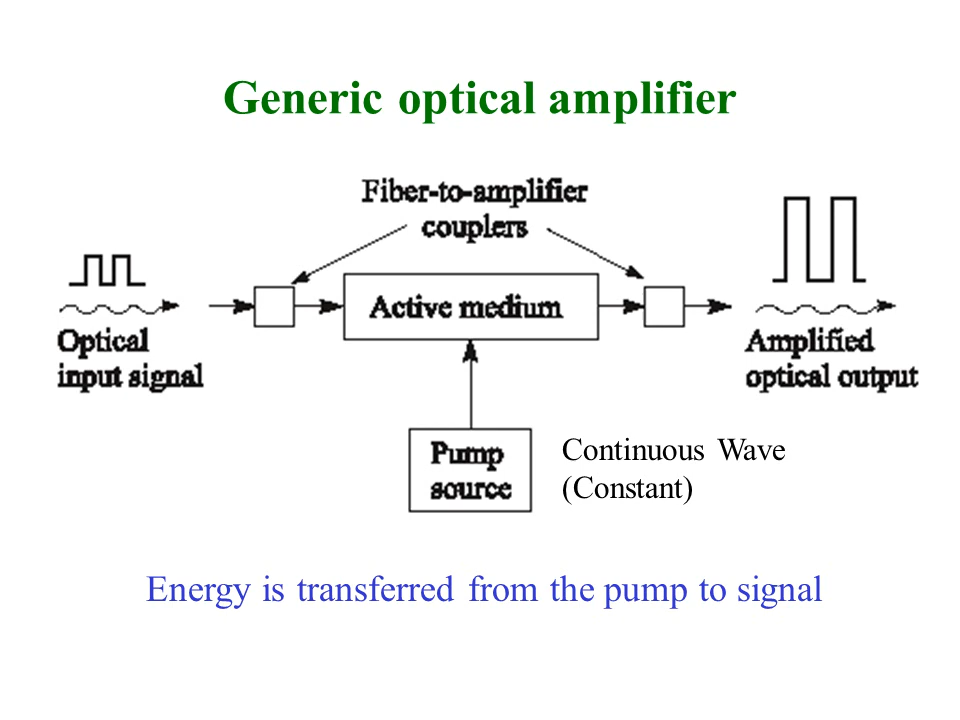 Generic optical amplifier
Fiber-to-amplifier
couplers
Active medium
Optical
input signal
Amplified
optical output
Pump
source
Continuous Wave
(Constant)
Energy is transferred from the pump to signal